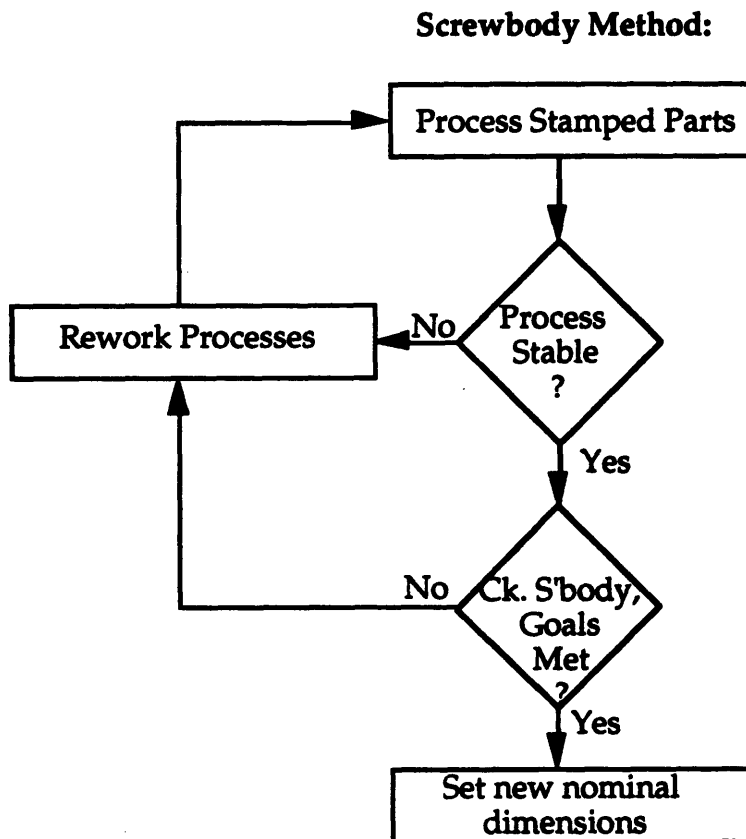 Screwbody Method:
Process Stamped Parts
Rework Processes
No
Process
Stable
?
Yes
No
Ck. S'body,
Goals
Met
?
Yes
Set new nominal
dimensions